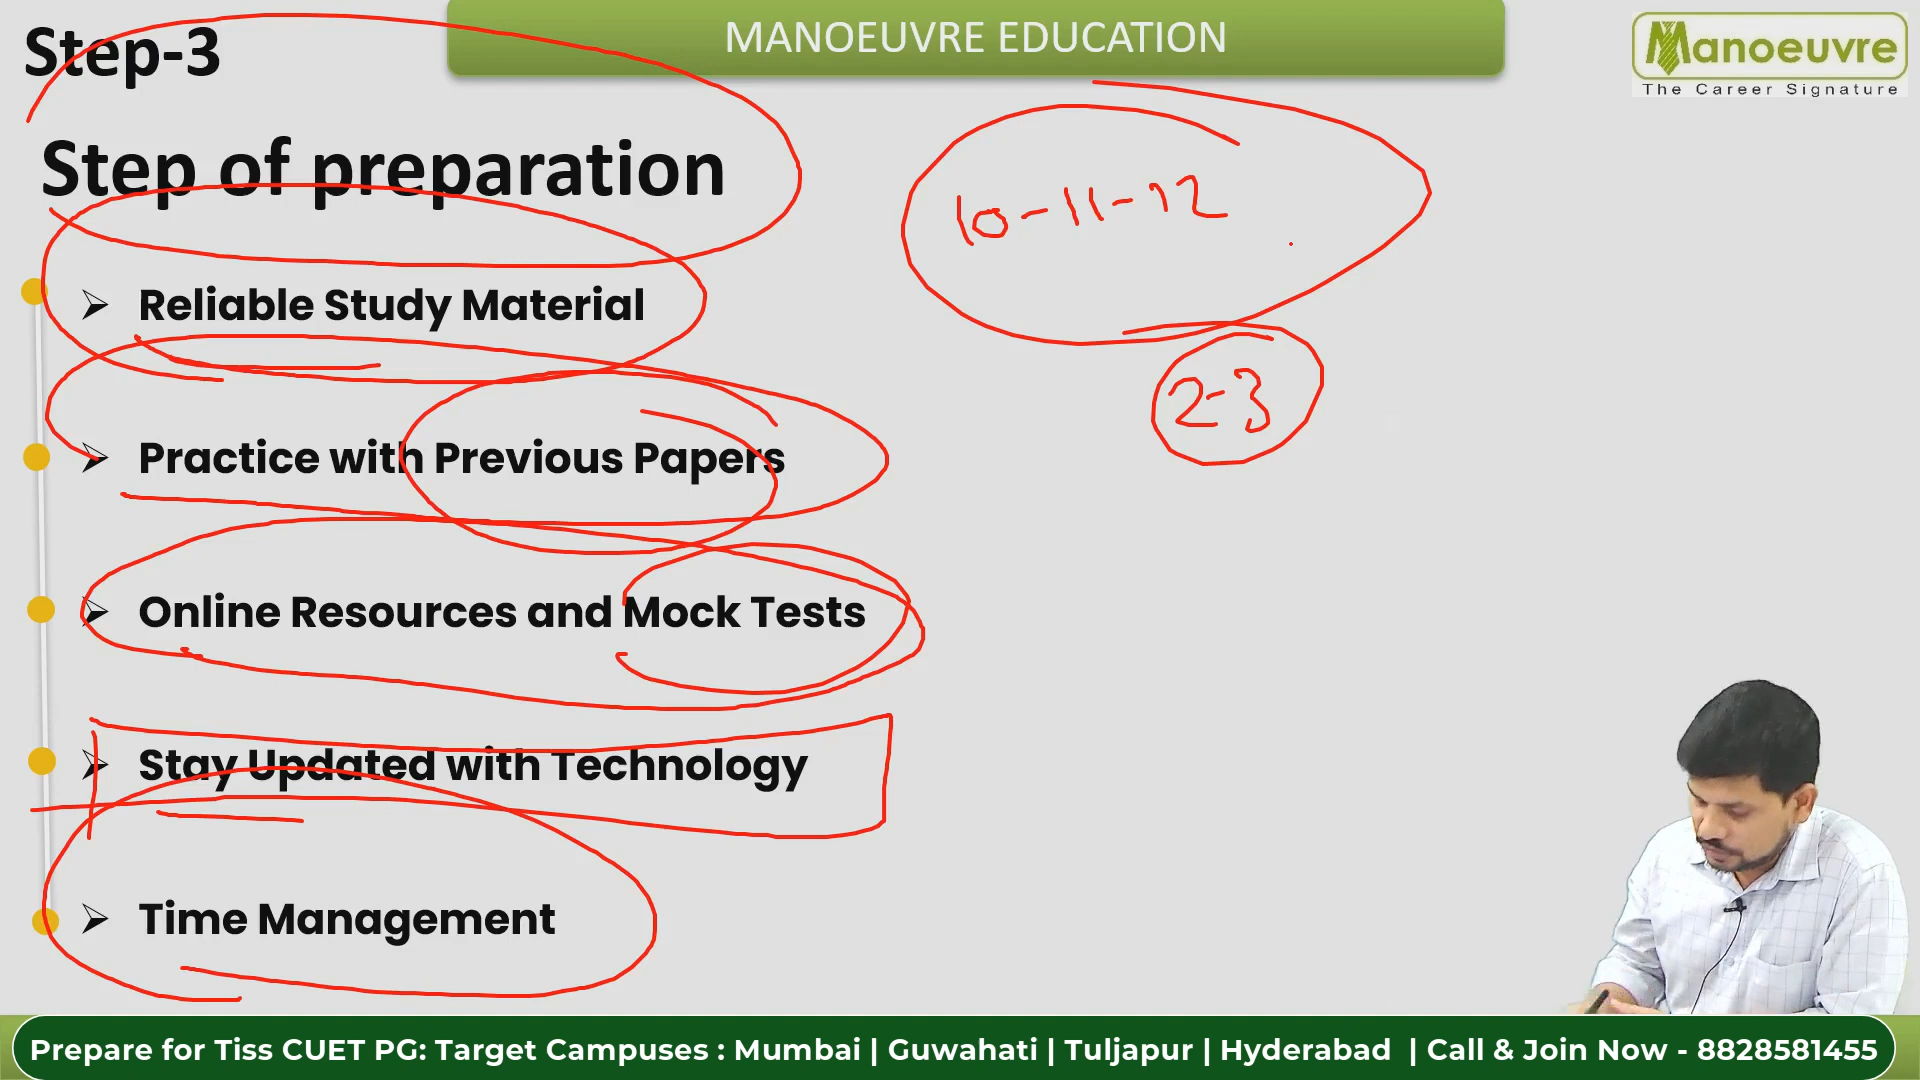 Step-3
MANOEUVRE EDUCATION
Manoeuvre
The Career Signature
Step of preparation
10-11-12
➢ Reliable Study Material
2-3
➢ Practice with Previous Papers
➢ Online Resources and Mock Tests
➢ Stay Updated with Technology
➢ Time Management
Prepare for Tiss CUET PG: Target Campuses : Mumbai | Guwahati | Tuljapur | Hyderabad | Call & Join Now - 8828581455